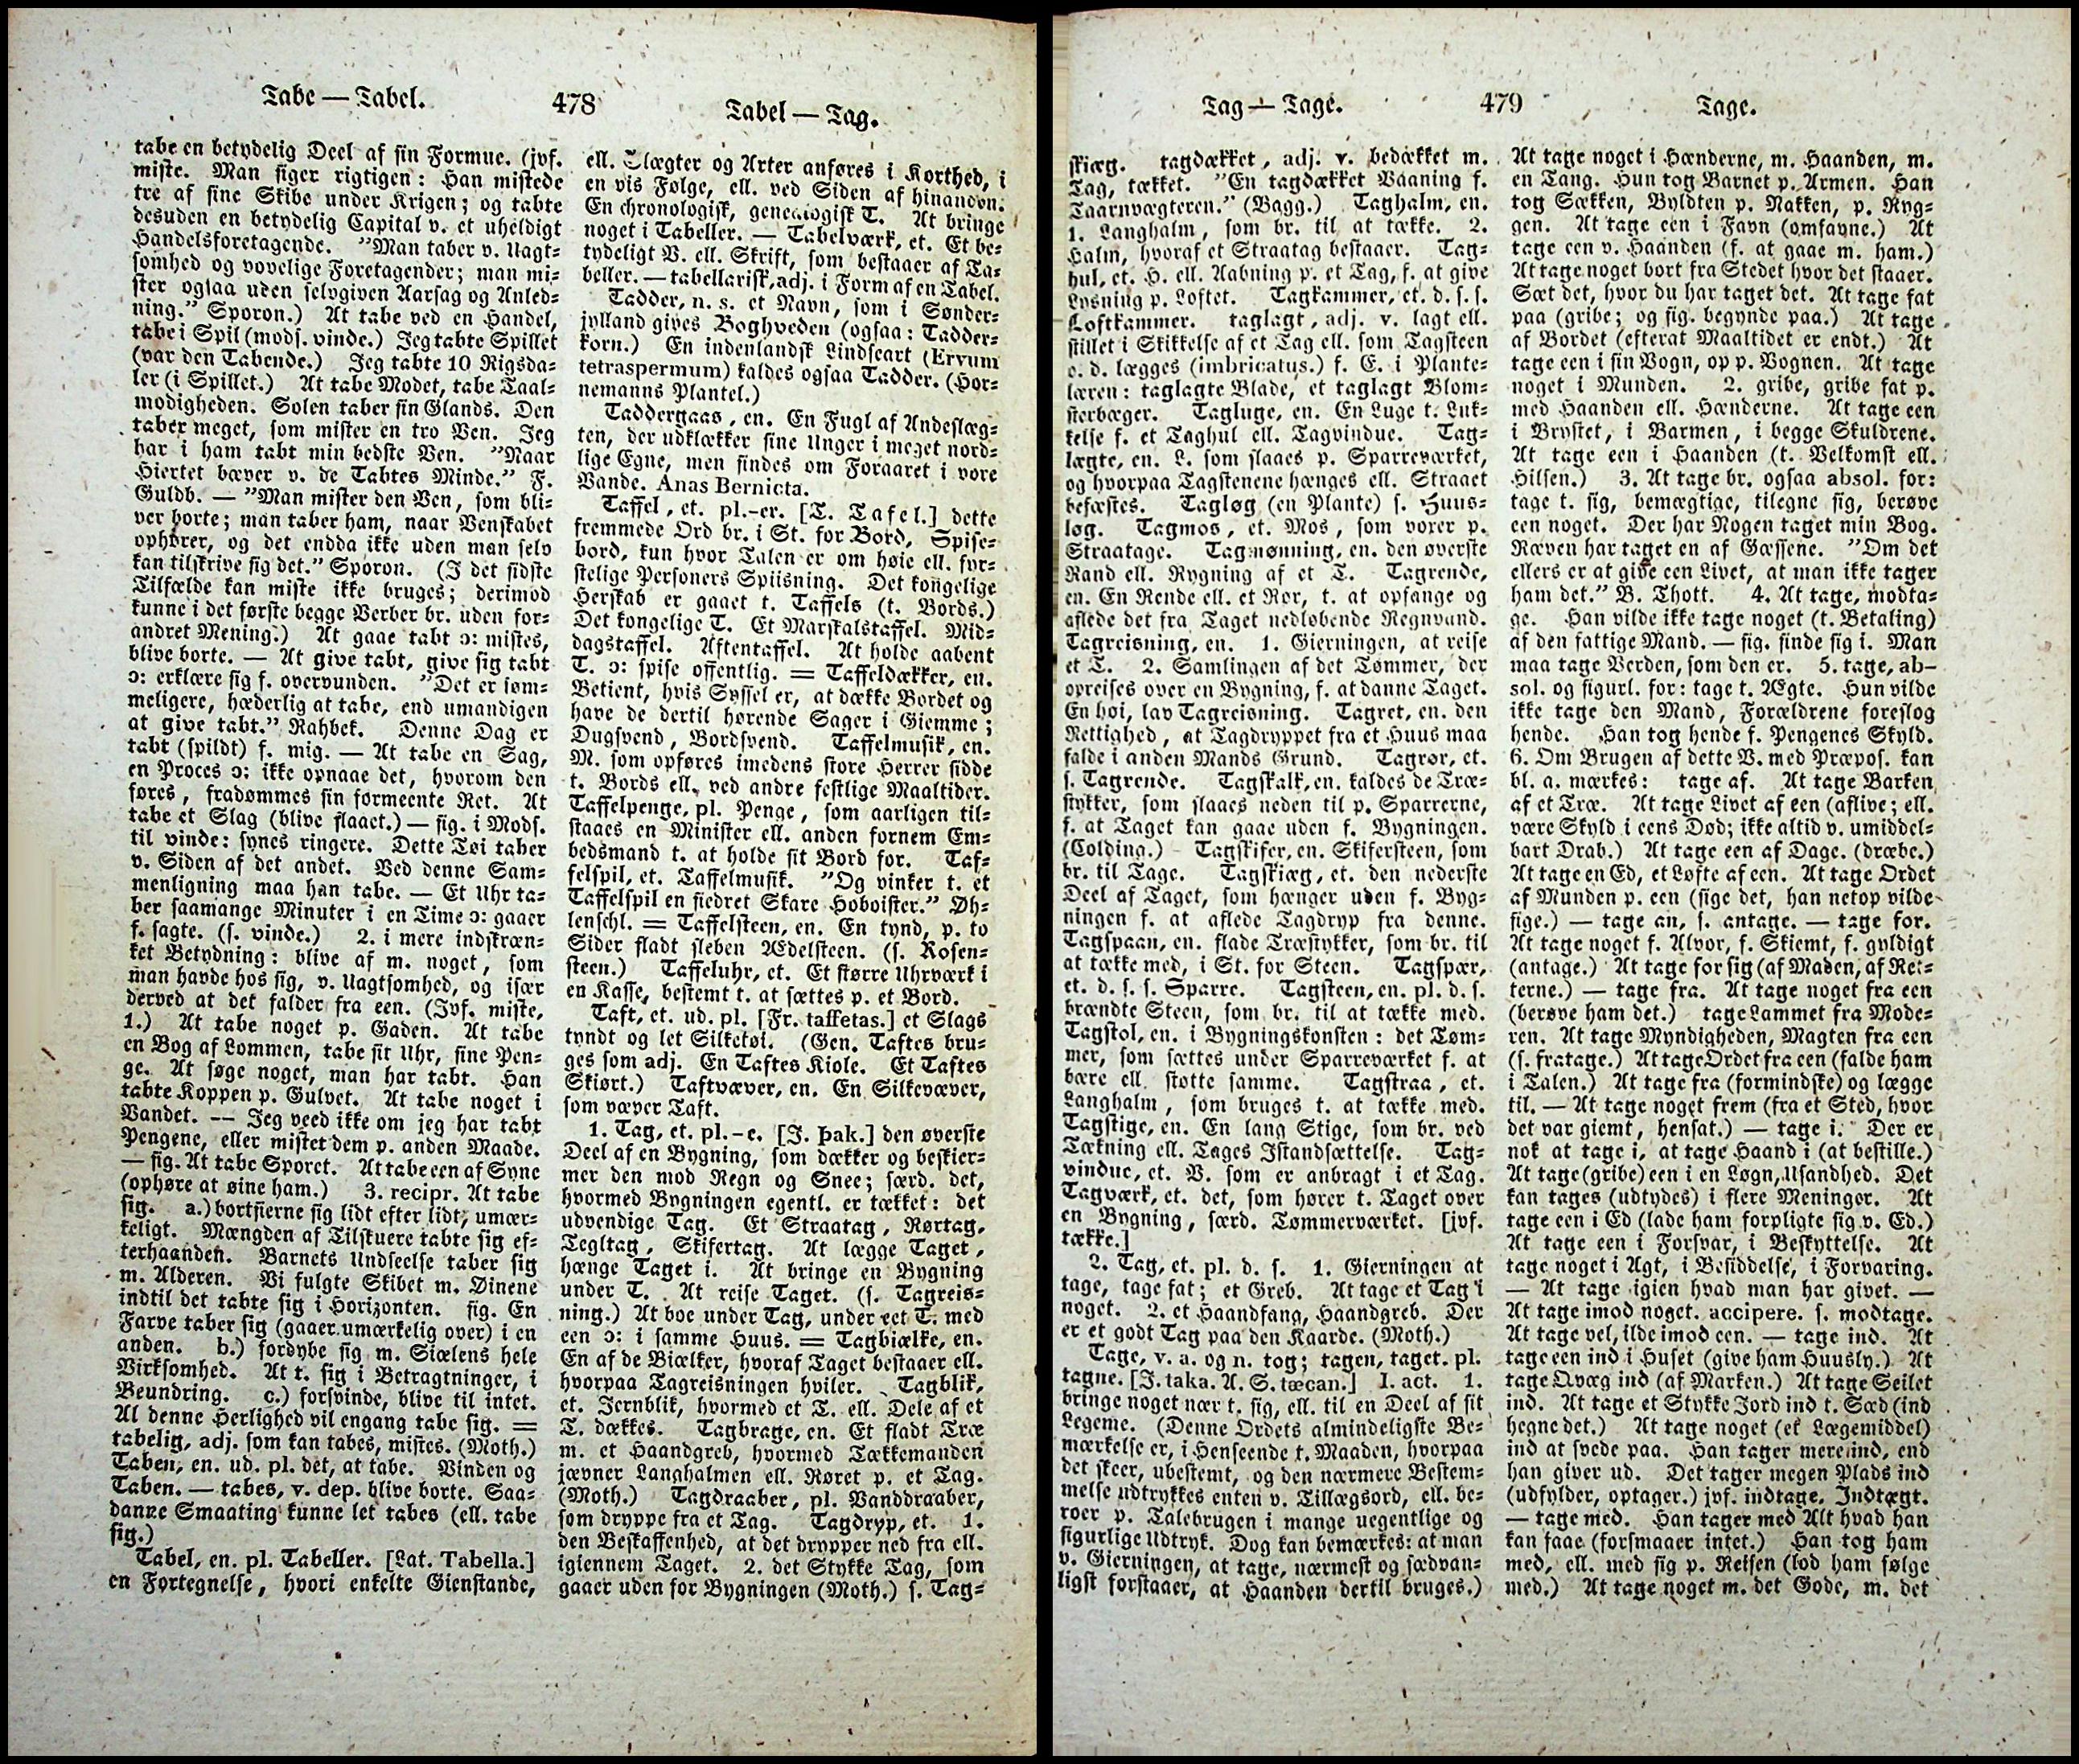 Tabe — Tabel.
478
Tabel — Tag.
tabe en betydelig Deel af sin Formue. (jvf.
miste. Man siger rigtigen: Han mistede
tre af sine Skibe under Krigen; og tabte
desuden en betydelig Capital v. et uheldigt
Handelsforetagende. ”Man taber v. Uagt-
somhed og vovelige Foretagender; man mi-
ster ogsaa uden selvgiven Aarsag og Anled-
ning.” Sporon.) At tabe ved en Handel,
tabe i Spil (mods. vinde.) Jeg tabte Spillet
(var den Tabende.) Jeg tabte 10 Rigsda-
ler (i Spillet.) At tabe Modet, tabe Taal-
modigheden. Solen taber sin Glands. Den
taber meget, som mister en tro Ven. Jeg
har i ham tabt min bedste Ven. ”Naar
Hiertet bæver v. de Tabtes Minde.” F.
Guldb. — ”Man mister den Ven, som bli-
ver borte; man taber ham, naar Venskabet
ophører, og det endda ikke uden man selv
kan tilskrive sig det.” Sporon. (I det sidste
Tilfælde kan miste ikke bruges; derimod
kunne i det første begge Verber br. uden for-
andret Mening.) At gaae tabt ɔ: mistes,
blive borte. — At give tabt, give sig tabt
ɔ: erklære sig f. overvunden. ”Det er søm-
meligere, hæderlig at tabe, end umandigen
at give tabt.” Rahbek. Denne Dag er
tabt (spildt) f. mig. — At tabe en Sag,
en Proces ɔ: ikke opnaae det, hvorom den
føres, fradømmes sin formeente Ret. At
tabe et Slag (blive slaaet.) — fig. i Mods.
til vinde: synes ringere. Dette Tøi taber
v. Siden af det andet. Ved denne Sam-
menligning maa han tabe. — Et Uhr ta-
ber saamange Minuter i en Time ɔ: gaaer
f. sagte. (s. vinde.) 2. i mere indskræn-
ket Betydning: blive af m. noget, som
man havde hos sig, v. Uagtsomhed, og især
derved at det falder fra een. (Jvf. miste,
1.) At tabe noget p. Gaden. At tabe
en Bog af Lommen, tabe sit Uhr, sine Pen-
ge. At søge noget, man har tabt. Han
tabte Koppen p. Gulvet. At tabe noget i
Vandet. — Jeg veed ikke om jeg har tabt
Pengene, eller mistet dem p. anden Maade.
— fig. At tabe Sporet. At tabe een af Syne
(ophøre at øine ham.) 3. recipr. At tabe
sig. a.) bortfierne sig lidt efter lidt, umær-
keligt. Mængden af Tilskuere tabte sig ef-
terhaanden. Barnets Undseelse taber sig
m. Alderen. Vi fulgte Skibet m. Øinene
indtil det tabte sig i Horizonten. fig. En
Farve taber sig (gaaer umærkelig over) i en
anden. b.) fordybe sig m. Siælens hele
Virksomhed. At t. sig i Betragtninger, i
Beundring. c.) forsvinde, blive til intet.
Al denne Herlighed vil engang tabe sig. =
tabelig, adj. som kan tabes, mistes. (Moth.)
Taben, en. ud. pl. det, at tabe. Vinden og
Taben. — tabes, v. dep. blive borte. Saa-
danne Smaating kunne let tabes (ell. tabe
sig.)
Tabel, en. pl. Tabeller. [Lat. Tabella.]
en Fortegnelse, hvori enkelte Gienstande,
ell. Slægter og Arter anføres i Korthed, i
en vis Følge, ell. ved Siden af hinanden.
En chronologisk, genealogisk T. At bringe
noget i Tabeller. — Tabelværk, et. Et be-
tydeligt V. ell. Skrift, som bestaaer af Ta-
beller. — tabellarisk, adj. i Form af en Tabel.
Tadder, n. s. et Navn, som i Sønder-
jylland gives Boghveden (ogsaa: Tadder-
korn.) En indenlandsk Lindseart (Ervum
tetraspermum) kaldes ogsaa Tadder. (Hor-
nemanns Plantel.)
Taddergaas, en. En Fugl af Andeslæg-
ten, der udklækker sine Unger i meget nord-
lige Egne, men findes om Foraaret i vore
Vande. Anas Bernicta.
Taffel, et. pl.-er. [T. Tafel.] dette
fremmede Ord br. i St. for Bord, Spise-
bord, kun hvor Talen er om høie ell. fyr-
stelige Personers Spiisning. Det kongelige
Herskab er gaaet t. Taffels (t. Bords.)
Det kongelige T. Et Marskalstaffel. Mid-
dagstaffel. Aftentaffel. At holde aabent
T. ɔ: spise offentlig. = Taffeldækker, en.
Betient, hvis Syssel er, at dække Bordet og
have de dertil hørende Sager i Giemme;
Dugsvend, Bordsvend. Taffelmusik, en.
M. som opføres imedens store Herrer sidde
t. Bords ell. ved andre festlige Maaltider.
Taffelpenge, pl. Penge, som aarligen til-
staaes en Minister ell. anden fornem Em-
bedsmand t. at holde sit Bord for. Taf-
felspil, et. Taffelmusik. ”Og vinker t. et
Taffelspil en fiedret Skare Hoboister.” Øh-
lenschl. = Taffelsteen, en. En tynd, p. to
Sider fladt sleben Ædelsteen. (s. Rosen-
steen.) Taffeluhr, et. Et større Uhrværk i
en Kasse, bestemt t. at sættes p. et Bord.
Taft, et. ud. pl. [Fr. taffetas.] et Slags
tyndt og let Silketøi. (Gen. Taftes bru-
ges som adj. En Taftes Kiole. Et Taftes
Skiørt.) Taftvæver, en. En Silkevæver,
som væver Taft.
1. Tag, et. pl.-e. [J. þak.] den øverste
Deel af en Bygning, som dækker og beskier-
mer den mod Regn og Snee; særd. det,
hvormed Bygningen egentl. er tækket: det
udvendige Tag. Et Straatag, Rørtag,
Tegltag, Skifertag. At lægge Taget,
hænge Taget i. At bringe en Bygning
under T. At reise Taget. (s. Tagreis-
ning.) At boe under Tag, under eet T. med
een ɔ: i samme Huus. = Tagbiælke, en.
En af de Biælker, hvoraf Taget bestaaer ell.
hvorpaa Tagreisningen hviler. Tagblik,
et. Jernblik, hvormed et T. ell. Dele af et
T. dækkes. Tagbrage, en. Et fladt Træ
m. et Haandgreb, hvormed Tækkemanden
jævner Langhalmen ell. Røret p. et Tag.
(Moth.) Tagdraaber, pl. Vanddraaber,
som dryppe fra et Tag. Tagdryp, et. 1.
den Beskaffenhed, at det drypper ned fra ell.
igiennem Taget. 2. det Stykke Tag, som
gaaer uden for Bygningen (Moth.) s. Tag-
Tag — Tage.
479
Tage.
skiæg. tagdækket, adj. v. bedækket m.
Tag, tækket. ”En tagdækket Vaaning f.
Taarnvægteren.” (Bagg.) Taghalm, en.
1. Langhalm, som br. til at tække. 2.
Halm, hvoraf et Straatag bestaaer. Tag-
hul, et. H. ell. Aabning p. et Tag, f. at give
Lysning p. Loftet. Tagkammer, et. d. s. s.
Loftkammer. taglagt, adj. v. lagt ell.
stillet i Skikkelse af et Tag ell. som Tagsteen
o. d. lægges (imbricatus.) f. E. i Plante-
læren: taglagte Blade, et taglagt Blom-
sterbæger. Tagluge, en. En Luge t. Luk-
kelse f. et Taghul ell. Tagvindue. Tag-
lægte, en. L. som slaaes p. Sparreværket,
og hvorpaa Tagstenene hænges ell. Straaet
befæstes. Tagløg (en Plante) s. Huus-
løg. Tagmos, et. Mos, som voxer p.
Straatage. Tagmønning, en. den øverste
Rand ell. Rygning af et T. Tagrende,
en. En Rende ell. et Rør, t. at opfange og
aflede det fra Taget nedløbende Regnvand.
Tagreisning, en. 1. Gierningen, at reise
et T. 2. Samlingen af det Tømmer, der
opreises over en Bygning, f. at danne Taget.
En høi, lav Tagreisning. Tagret, en. den
Rettighed, at Tagdryppet fra et Huus maa
falde i anden Mands Grund. Tagrør, et.
s. Tagrende. Tagskalk, en. kaldes de Træ-
stykker, som slaaes neden til p. Sparrerne,
f. at Taget kan gaae uden f. Bygningen.
(Colding.) Tagskifer, en. Skifersteen, som
br. til Tage. Tagskiæg, et. den nederste
Deel af Taget, som hænger uden f. Byg-
ningen f. at aflede Tagdryp fra denne.
Tagspaan, en. flade Træstykker, som br. til
at tække med, i St. for Steen. Tagspær,
et. d. s. s. Sparre. Tagsteen, en. pl. d. s.
brændte Steen, som br. til at tække med.
Tagstol, en. i Bygningskonsten: det Tøm-
mer, som sættes under Sparreværket f. at
bære ell. støtte samme. Tagstraa, et.
Langhalm, som bruges t. at tække med.
Tagstige, en. En lang Stige, som br. ved
Tækning ell. Tages Istandsættelse. Tag-
vindue, et. V. som er anbragt i et Tag.
Tagværk, et. det, som hører t. Taget over
en Bygning, særd. Tømmerværket. [jvf.
tække.]
2. Tag, et. pl. d. s. 1. Gierningen at
tage, tage fat; et Greb. At tage et Tag i
noget. 2. et Haandfang, Haandgreb. Der
er et godt Tag paa den Kaarde. (Moth.)
Tage, v. a. og n. tog; tagen, taget. pl.
tagne. [J. taka. A. S. tæcan.] I. act. 1.
bringe noget nær t. sig, ell. til en Deel af sit
Legeme. (Denne Ordets almindeligste Be-
mærkelse er, i Henseende t. Maaden, hvorpaa
det skeer, ubestemt, og den nærmere Bestem-
melse udtrykkes enten v. Tillægsord, ell. be-
roer p. Talebrugen i mange uegentlige og
figurlige Udtryk. Dog kan bemærkes: at man
v. Gierningen, at tage, nærmest og sædvan-
ligst forstaaer, at Haanden dertil bruges.)
At tage noget i Hænderne, m. Haanden, m.
en Tang. Hun tog Barnet p. Armen. Han
tog Sækken, Byldten p. Nakken, p. Ryg-
gen. At tage een i Favn (omfavne.) At
tage een v. Haanden (f. at gaae m. ham.)
At tage noget bort fra Stedet hvor det staaer.
Sæt det, hvor du har taget det. At tage fat
paa (gribe; og fig. begynde paa.) At tage
af Bordet (efterat Maaltidet er endt.) At
tage een i sin Vogn, op p. Vognen. At tage
noget i Munden. 2. gribe, gribe fat p.
med Haanden ell. Hænderne. At tage een
i Brystet, i Barmen, i begge Skuldrene.
At tage een i Haanden (t. Velkomst ell.
Hilsen.) 3. At tage br. ogsaa absol. for:
tage t. sig, bemægtige, tilegne sig, berøve
een noget. Der har Nogen taget min Bog.
Ræven har taget en af Gæssene. ”Om det
ellers er at give een Livet, at man ikke tager
ham det.” B. Thott. 4. At tage, modta-
ge. Han vilde ikke tage noget (t. Betaling)
af den fattige Mand. — fig. finde sig i. Man
maa tage Verden, som den er. 5. tage, ab-
sol. og figurl. for: tage t. Ægte. Hun vilde
ikke tage den Mand, Forældrene foreslog
hende. Han tog hende f. Pengenes Skyld.
6. Om Brugen af dette V. med Præpos. kan
bl. a. mærkes: tage af. At tage Barken
af et Træ. At tage Livet af een (aflive; ell.
være Skyld i eens Død; ikke altid v. umiddel-
bart Drab.) At tage een af Dage. (dræbe.)
At tage en Ed, et Løfte af een. At tage Ordet
af Munden p. een (sige det, han netop vilde
sige.) — tage an, s. antage. — tage for.
At tage noget f. Alvor, f. Skiemt, f. gyldigt
(antage.) At tage for sig (af Maden, af Ret-
terne.) — tage fra. At tage noget fra een
(berøve ham det.) tage Lammet fra Mode-
ren. At tage Myndigheden, Magten fra een
(s. fratage.) At tage Ordet fra een (falde ham
i Talen.) At tage fra (formindske) og lægge
til. — At tage noget frem (fra et Sted, hvor
det var giemt, hensat.) — tage i. Der er
nok at tage i, at tage Haand i (at bestille.)
At tage (gribe) een i en Løgn, Usandhed. Det
kan tages (udtydes) i flere Meninger. At
tage een i Ed (lade ham forpligte sig v. Ed.)
At tage een i Forsvar, i Beskyttelse. At
tage noget i Agt, i Besiddelse, i Forvaring.
— At tage igien hvad man har givet. —
At tage imod noget. accipere. s. modtage.
At tage vel, ilde imod een. — tage ind. At
tage een ind i Huset (give ham Huusly.) At
tage Qvæg ind (af Marken.) At tage Seilet
ind. At tage et Stykke Jord ind t. Sæd (ind
hegne det.) At tage noget (et Lægemiddel)
ind at svede paa. Han tager mere ind, end
han giver ud. Det tager megen Plads ind
(udfylder, optager.) jvf. indtage. Indtægt.
— tage med. Han tager med Alt hvad han
kan faae (forsmaaer intet.) Han tog ham
med, ell. med sig p. Reisen (lod ham følge
med.) At tage noget m. det Gode, m. det